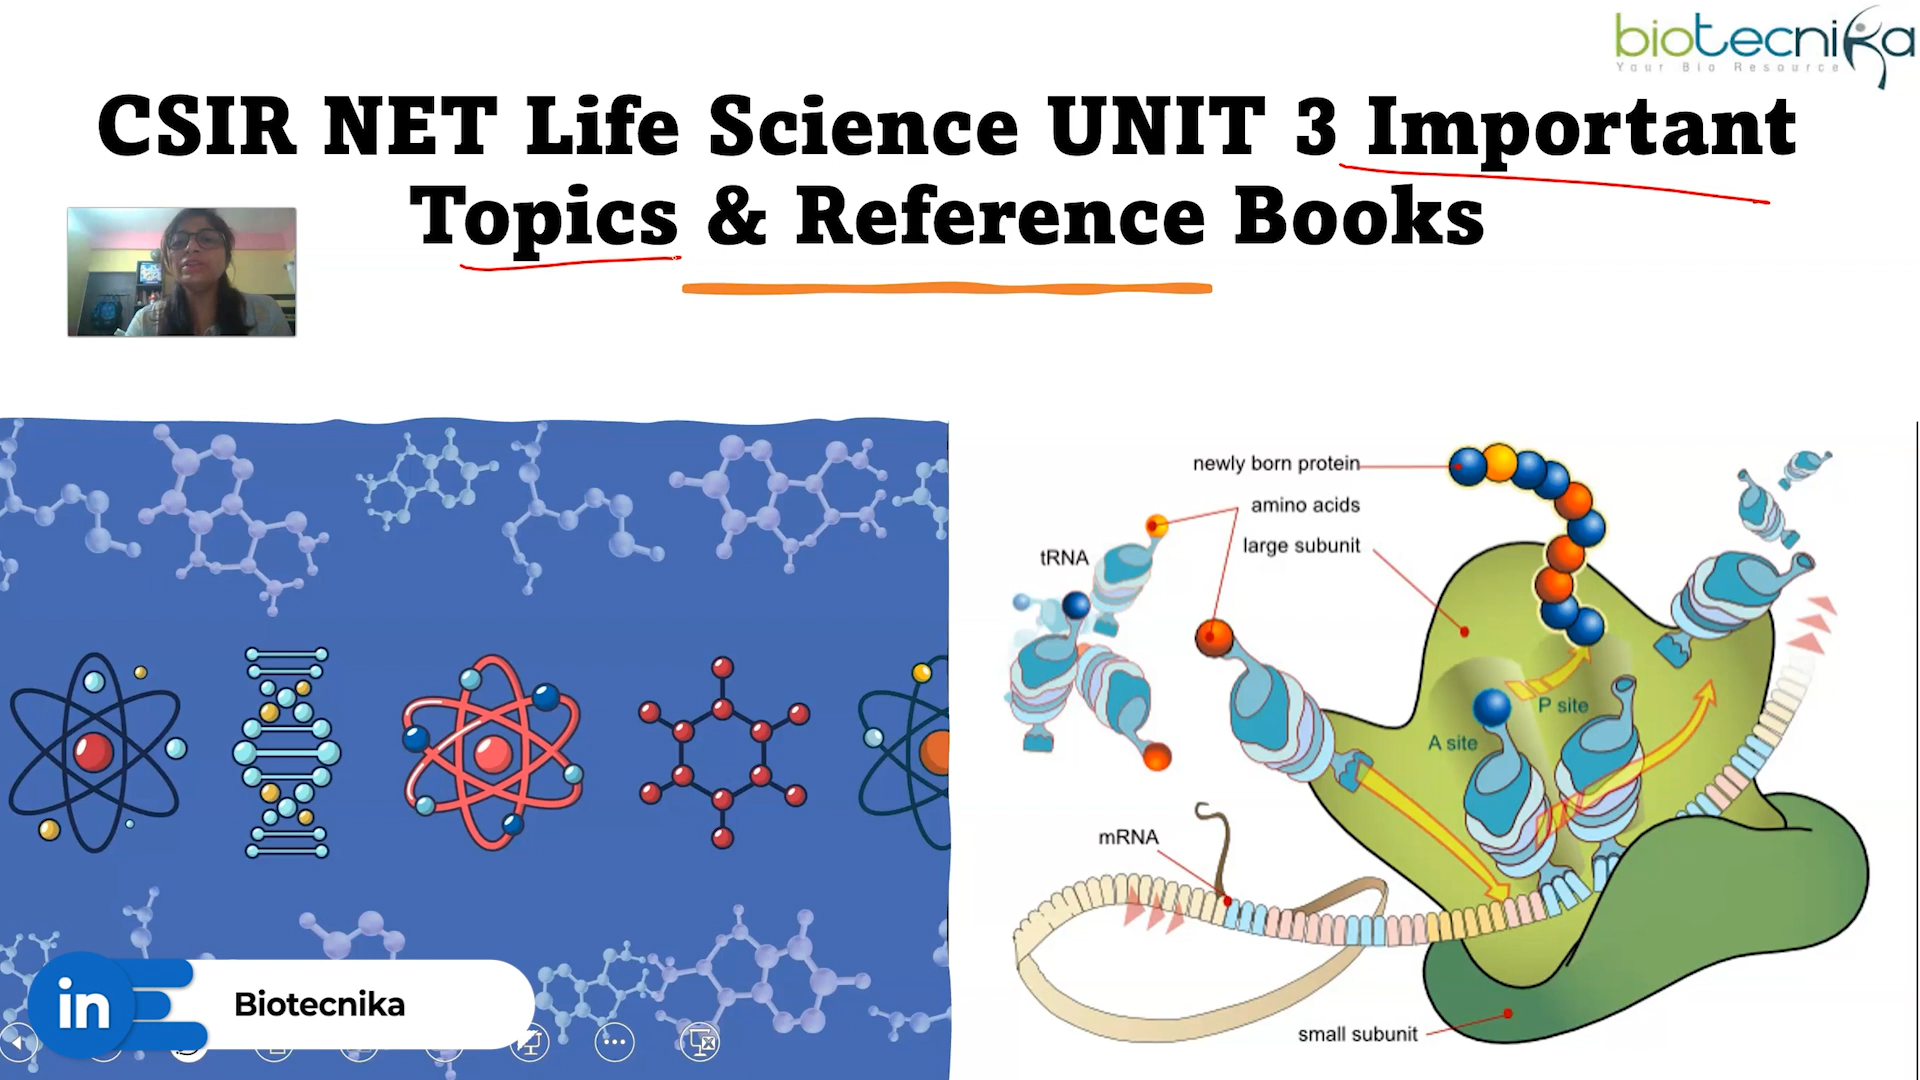 biotecnika
Your Bio Resource
CSIR NET Life Science UNIT 3 Important
Topics & Reference Books
newly born protein
amino acids
large subunit
tRNA
P site
A site
mRNA
small subunit
in
Biotecnika